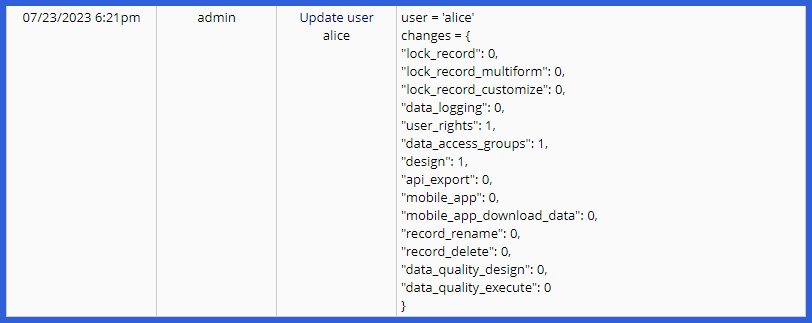 07/23/2023 6:21pm admin Update user user = 'alice'
alice changes = {
"lock_record": 0,
"lock_record_multiform": 0,
"lock_record_customize": 0,
"data_logging": 0,
"user_rights": 1,
"data_access_groups": 1,
"design": 1,
"api_export": 0,
"mobile_app": 0,
"mobile_app_download_data": 0,
"record_rename": 0,
"record_delete": 0,
"data_quality_design": 0,
"data_quality_execute": 0
}